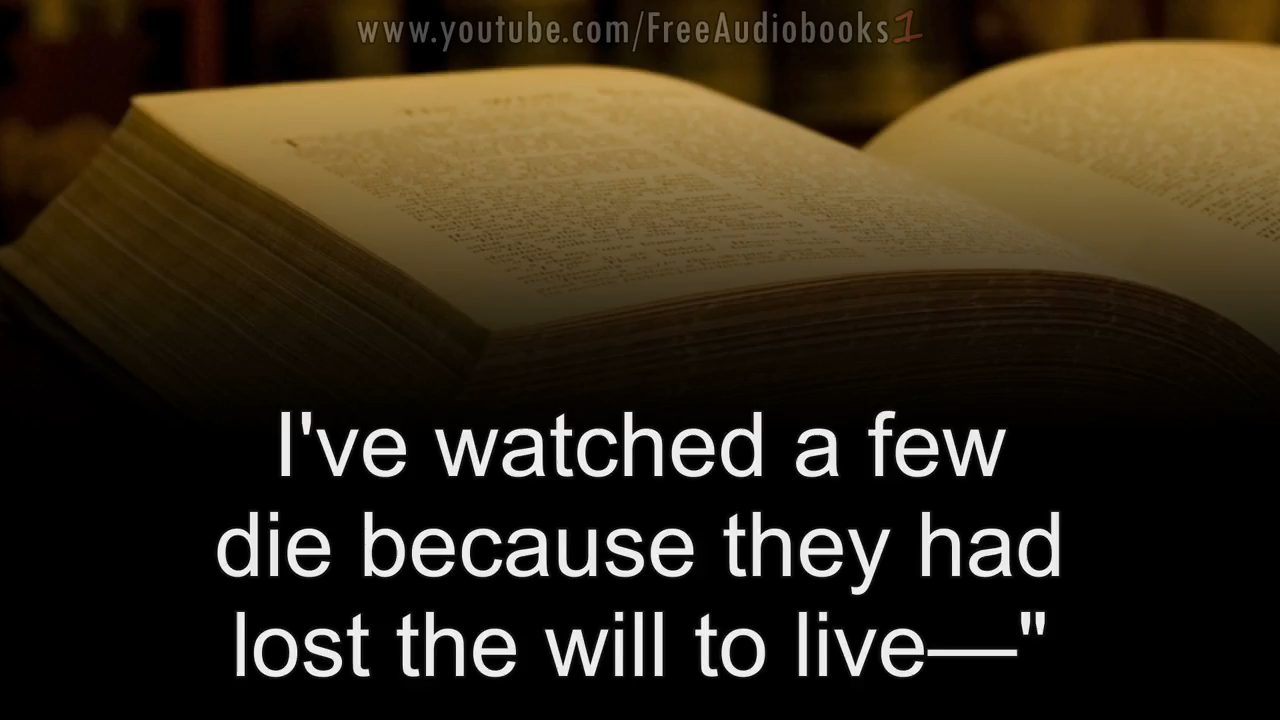 www.youtube.com/FreeAudiobooks1
I've watched a few
die because they had
lost the will to live—"